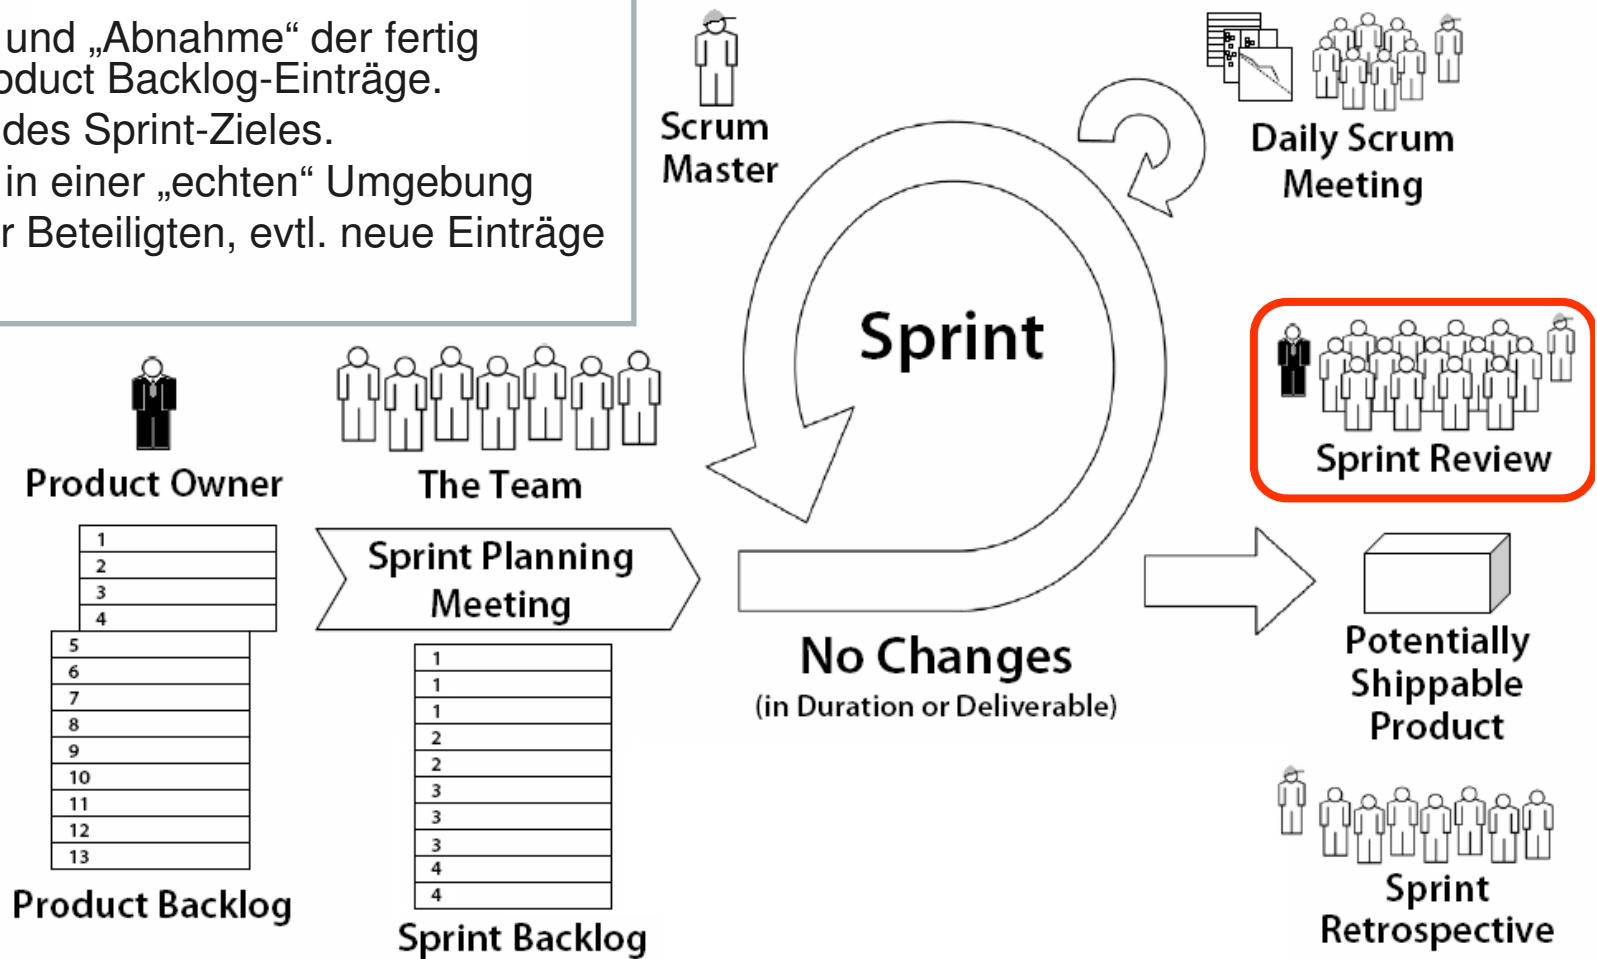 und „Abnahme“ der fertig
oduct Backlog-Einträge.
des Sprint-Zieles.
in einer „echten“ Umgebung
r Beteiligten, evtl. neue Einträge
Scrum
Master
Daily Scrum
Meeting
Sprint
Sprint Review
Product Owner
The Team
1
2
3
4
5
6
7
8
9
10
11
12
13
Product Backlog
Sprint Planning
Meeting
1
1
1
2
2
3
3
3
4
4
Sprint Backlog
No Changes
(in Duration or Deliverable)
Potentially
Shippable
Product
Sprint
Retrospective